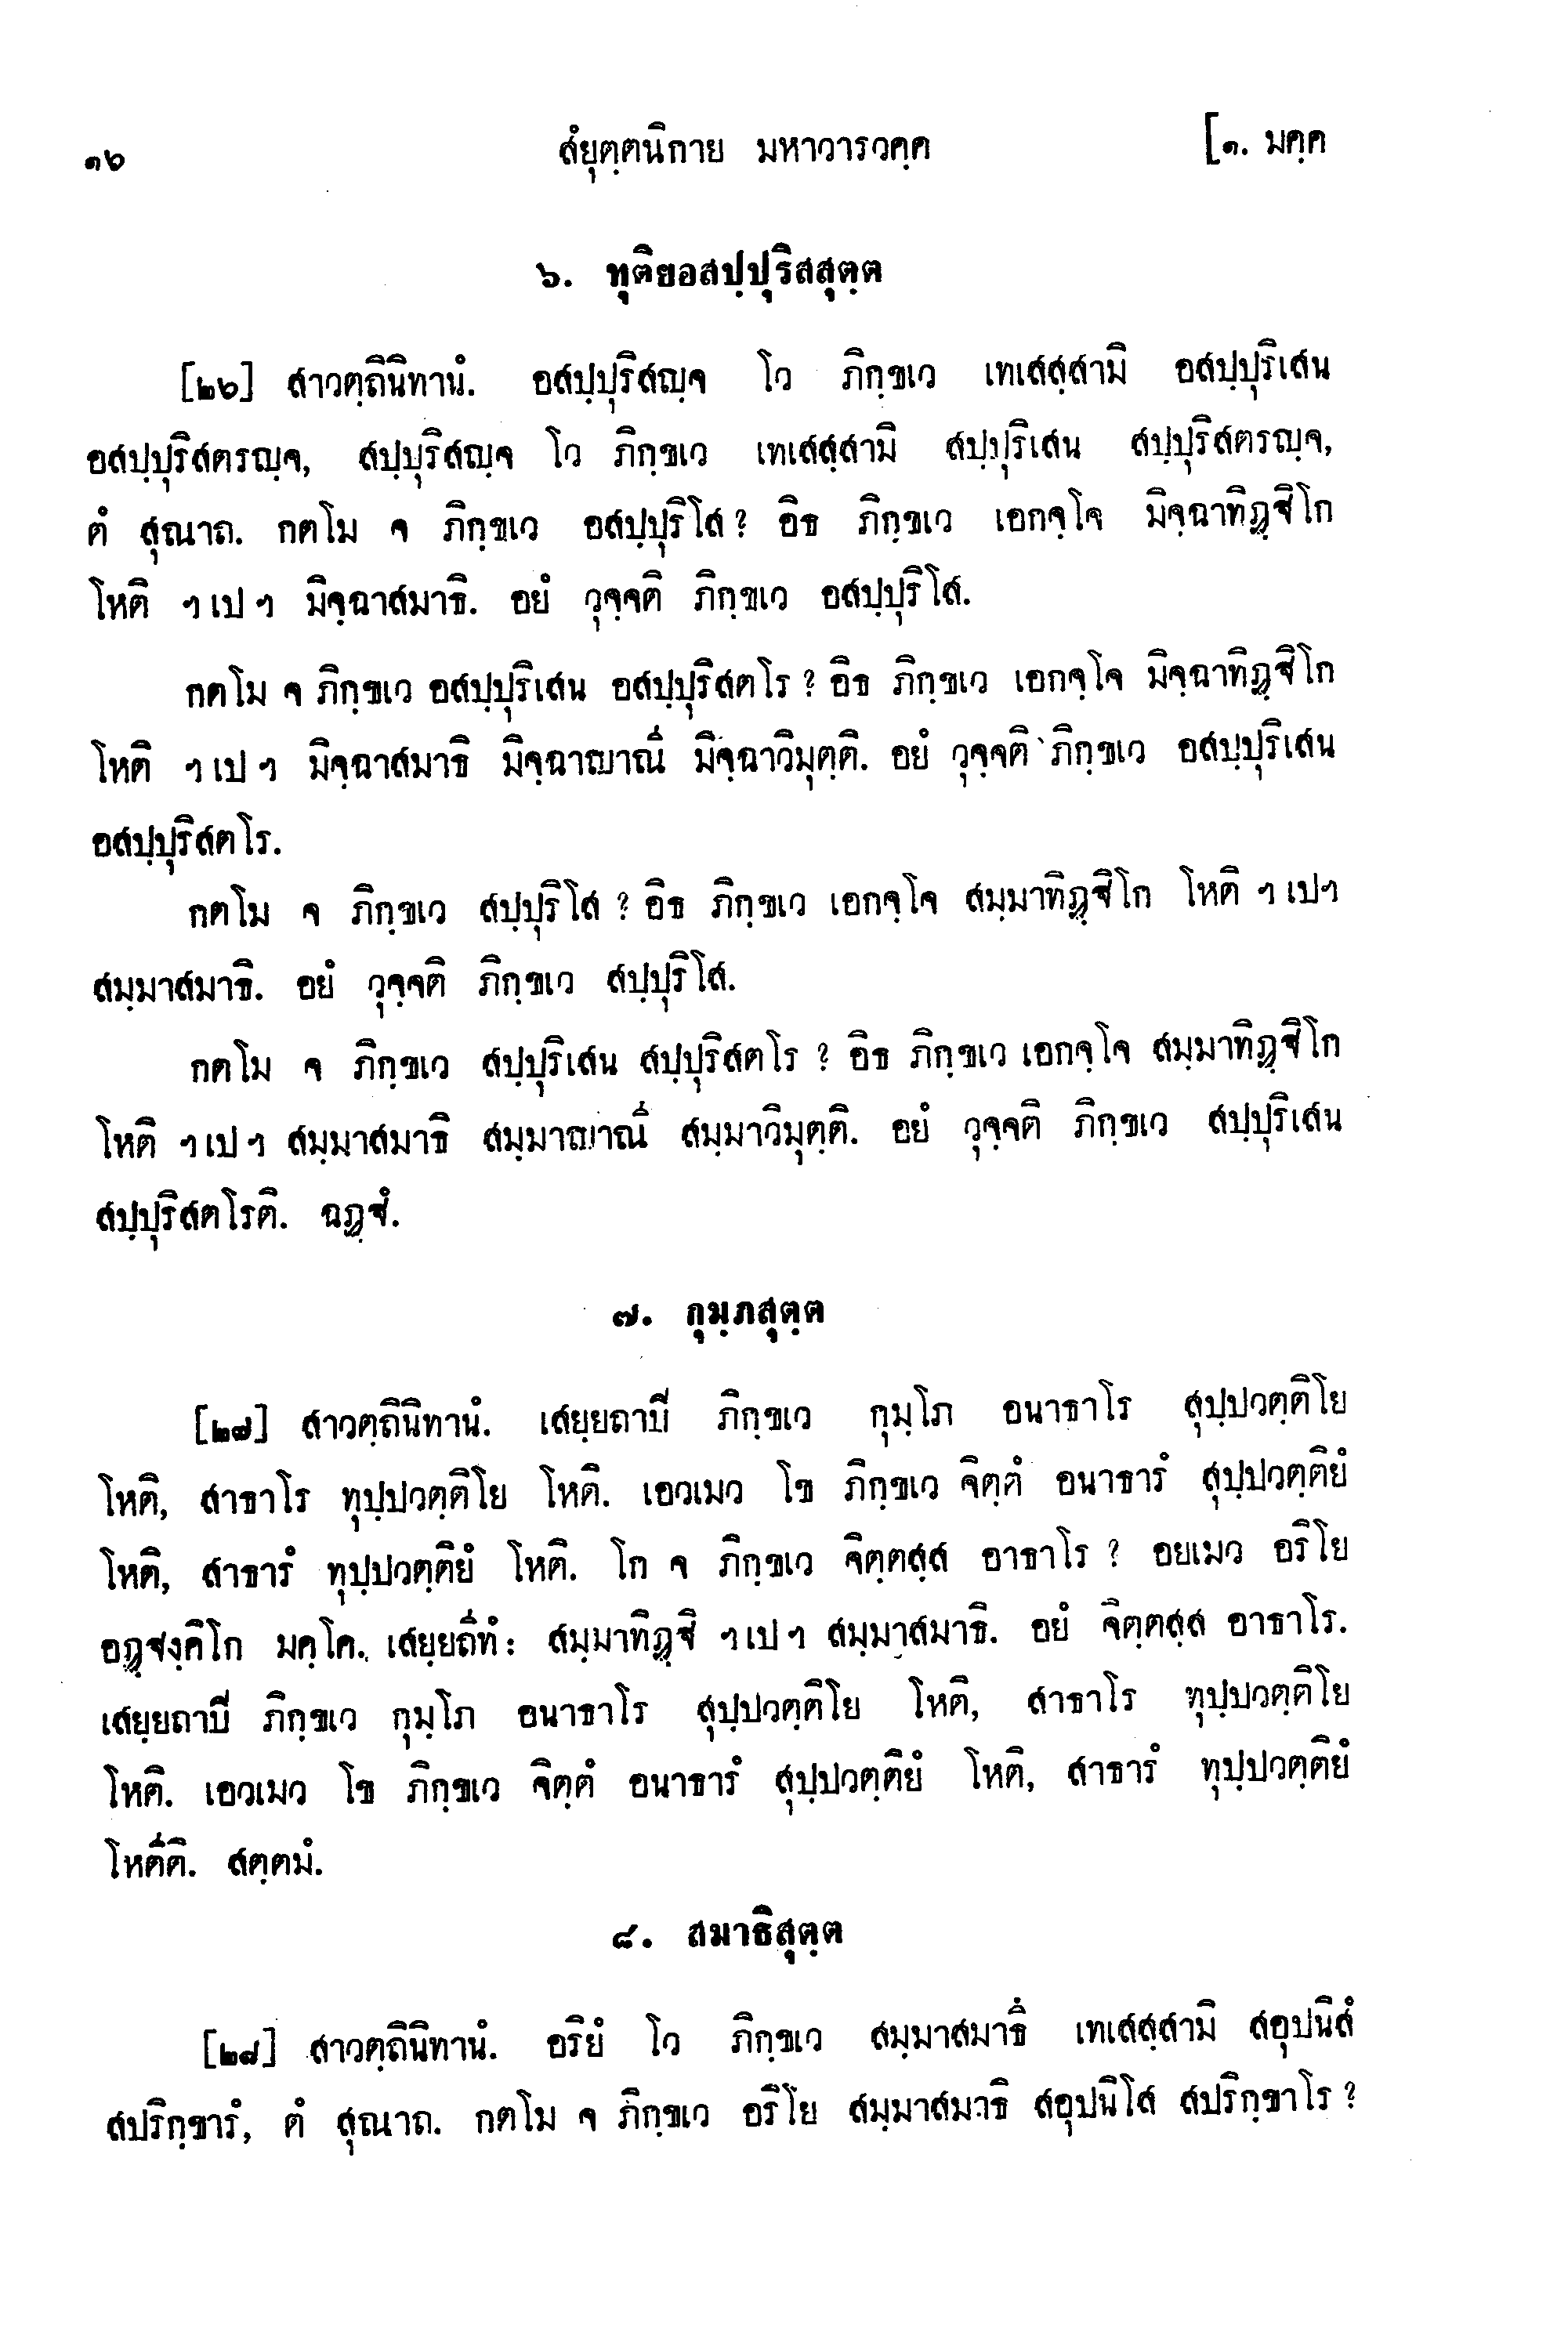 ๑๖ สํยุตฺตนิกาย มหาวารวคฺค [๑. มคฺค
๖. ทุติยอสปฺปุริสสุตฺต
[๒๖] สาวตฺถินิทานํ. อสปฺปุริสญฺจ โว ภิกฺขเว เทเสสฺสามิ อสปฺปุริเสน
อสปฺปุริสตรญฺจ, สปฺปุริสญฺจ โว ภิกฺขเว เทเสสฺสามิ สปฺปุริเสน สปฺปุริสตรญฺจ,
ตํ สุณาถ. กตโม จ ภิกฺขเว อสปฺปุริโส? อิธ ภิกฺขเว เอกจฺโจ มิจฺฉาทิฏฺฐิโก
โหติ ฯ เป ฯ มิจฺฉาสมาธิ. อยํ วุจฺจติ ภิกฺขเว อสปฺปุริโส.
กตโม จ ภิกฺขเว อสปฺปุริเสน อสปฺปุริสตโร? อิธ ภิกฺขเว เอกจฺโจ มิจฺฉาทิฏฺฐิโก
โหติ ฯ เป ฯ มิจฺฉาสมาธิ มิจฺฉาญาณี มิจฺฉาวิมุตฺติ. อยํ วุจฺจติ ภิกฺขเว อสปฺปุริเสน
อสปฺปุริสตโร.
กตโม จ ภิกฺขเว สปฺปุริโส? อิธ ภิกฺขเว เอกจฺโจ สมฺมาทิฏฺฐิโก โหติ ฯ เปฯ
สมฺมาสมาธิ. อยํ วุจฺจติ ภิกฺขเว สปฺปุริโส.
กตโม จ ภิกฺขเว สปฺปุริเสน สปฺปุริสตโร? อิธ ภิกฺขเว เอกจฺโจ สมฺมาทิฏฺฐิโก
โหติ ฯ เป ฯ สมฺมาสมาธิ สมฺมาญาณี สมฺมาวิมุตฺติ. อยํ วุจฺจติ ภิกฺขเว สปฺปุริเสน
สปฺปุริสตโรติ. ฉฏฺฐํ.
๗. กุมฺภสุตฺต
[๒๗] สาวตฺถินิทานํ. เสยฺยถาปี ภิกฺขเว กุมฺโภ อนาธาโร สุปฺปวตฺติโย
โหติ, สาธาโร ทุปฺปวตฺติโย โหติ. เอวเมว โข ภิกฺขเว จิตฺตํ อนาธารํ สุปฺปวตฺติยํ
โหติ, สาธารํ ทุปฺปวตฺติยํ โหติ. โก จ ภิกฺขเว จิตฺตสฺส อาธาโร? อยเมว อริโย
อฏฺฐงฺคิโก มคฺโค. เสยฺยถีทํ: สมฺมาทิฏฺฐิ ฯ เป ฯ สมฺมาสมาธิ. อยํ จิตฺตสฺส อาธาโร.
เสยฺยถาปี ภิกฺขเว กุมฺโภ อนาธาโร สุปฺปวตฺติโย โหติ, สาธาโร ทุปฺปวตฺติโย
โหติ. เอวเมว โข ภิกฺขเว จิตฺตํ อนาธารํ สุปฺปวตฺติยํ โหติ, สาธารํ ทุปฺปวตฺติยํ
โหตีติ. สตฺตมํ.
๘. สมาธิสุตฺต
[๒๘] สาวตฺถินิทานํ. อริยํ โว ภิกฺขเว สมฺมาสมาธึ เทเสสฺสามิ สอุปนิสํ
สปริกฺขารํ, ตํ สุณาถ. กตโม จ ภิกฺขเว อริโย สมฺมาสมาธิ สอุปนิโส สปริกฺขาโร?